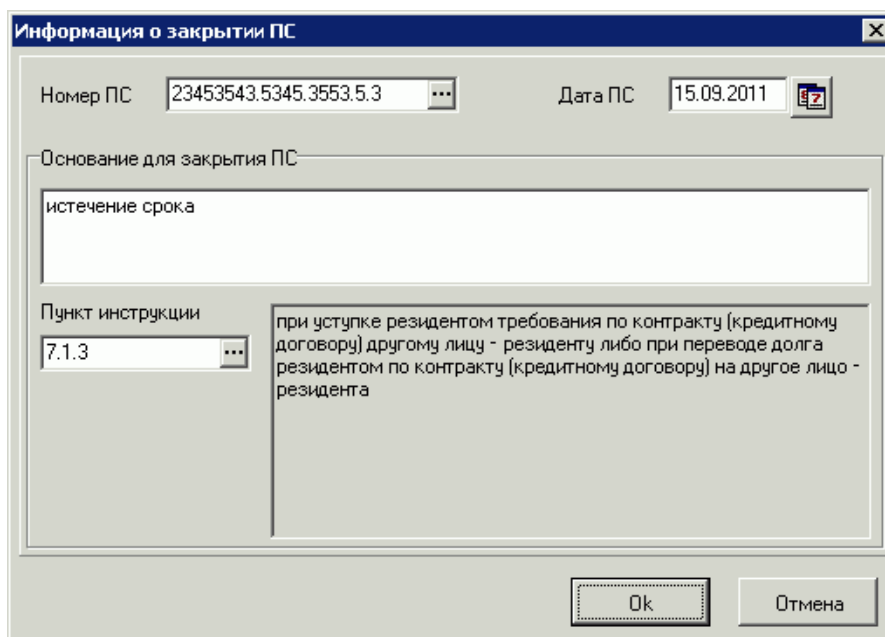 Информация о закрытии ПС
Номер ПС 23453543.5345.3553.5.3 ... Дата ПС 15.09.2011
Основание для закрытия ПС
истечение срока
Пункт инструкции
7.1.3 ...
при уступке резидентом требования по контракту (кредитному
договору) другому лицу - резиденту либо при переводе долга
резидентом по контракту (кредитному договору) на другое лицо -
резидента
Ok Отмена